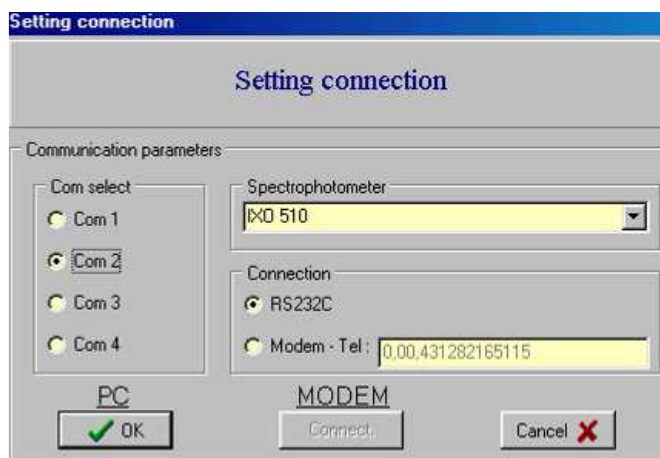 Setting connection
Setting connection
Communication parameters
Com select
Com 1
Com 2
Com 3
Com 4
Spectrophotometer
IXO 510
Connection
RS232C
Modem - Tel :
0,00,431282165115
PC
OK
MODEM
Connect.
Cancel